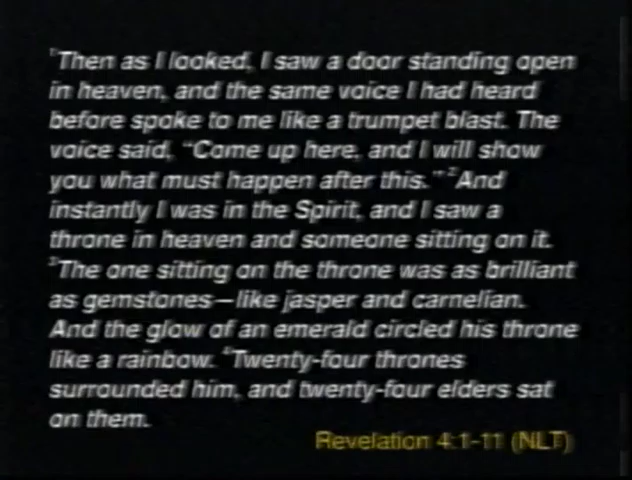 ¹Then as I looked, I saw a door standing open
in heaven, and the same voice I had heard
before spoke to me like a trumpet blast. The
voice said, "Come up here, and I will show
you what must happen after this." ²And
instantly I was in the Spirit, and I saw a
throne in heaven and someone sitting on it.
³The one sitting on the throne was as brilliant
as gemstones—like jasper and carnelian.
And the glow of an emerald circled his throne
like a rainbow. ⁴Twenty-four thrones
surrounded him, and twenty-four elders sat
on them.
Revelation 4:1-11 (NLT)